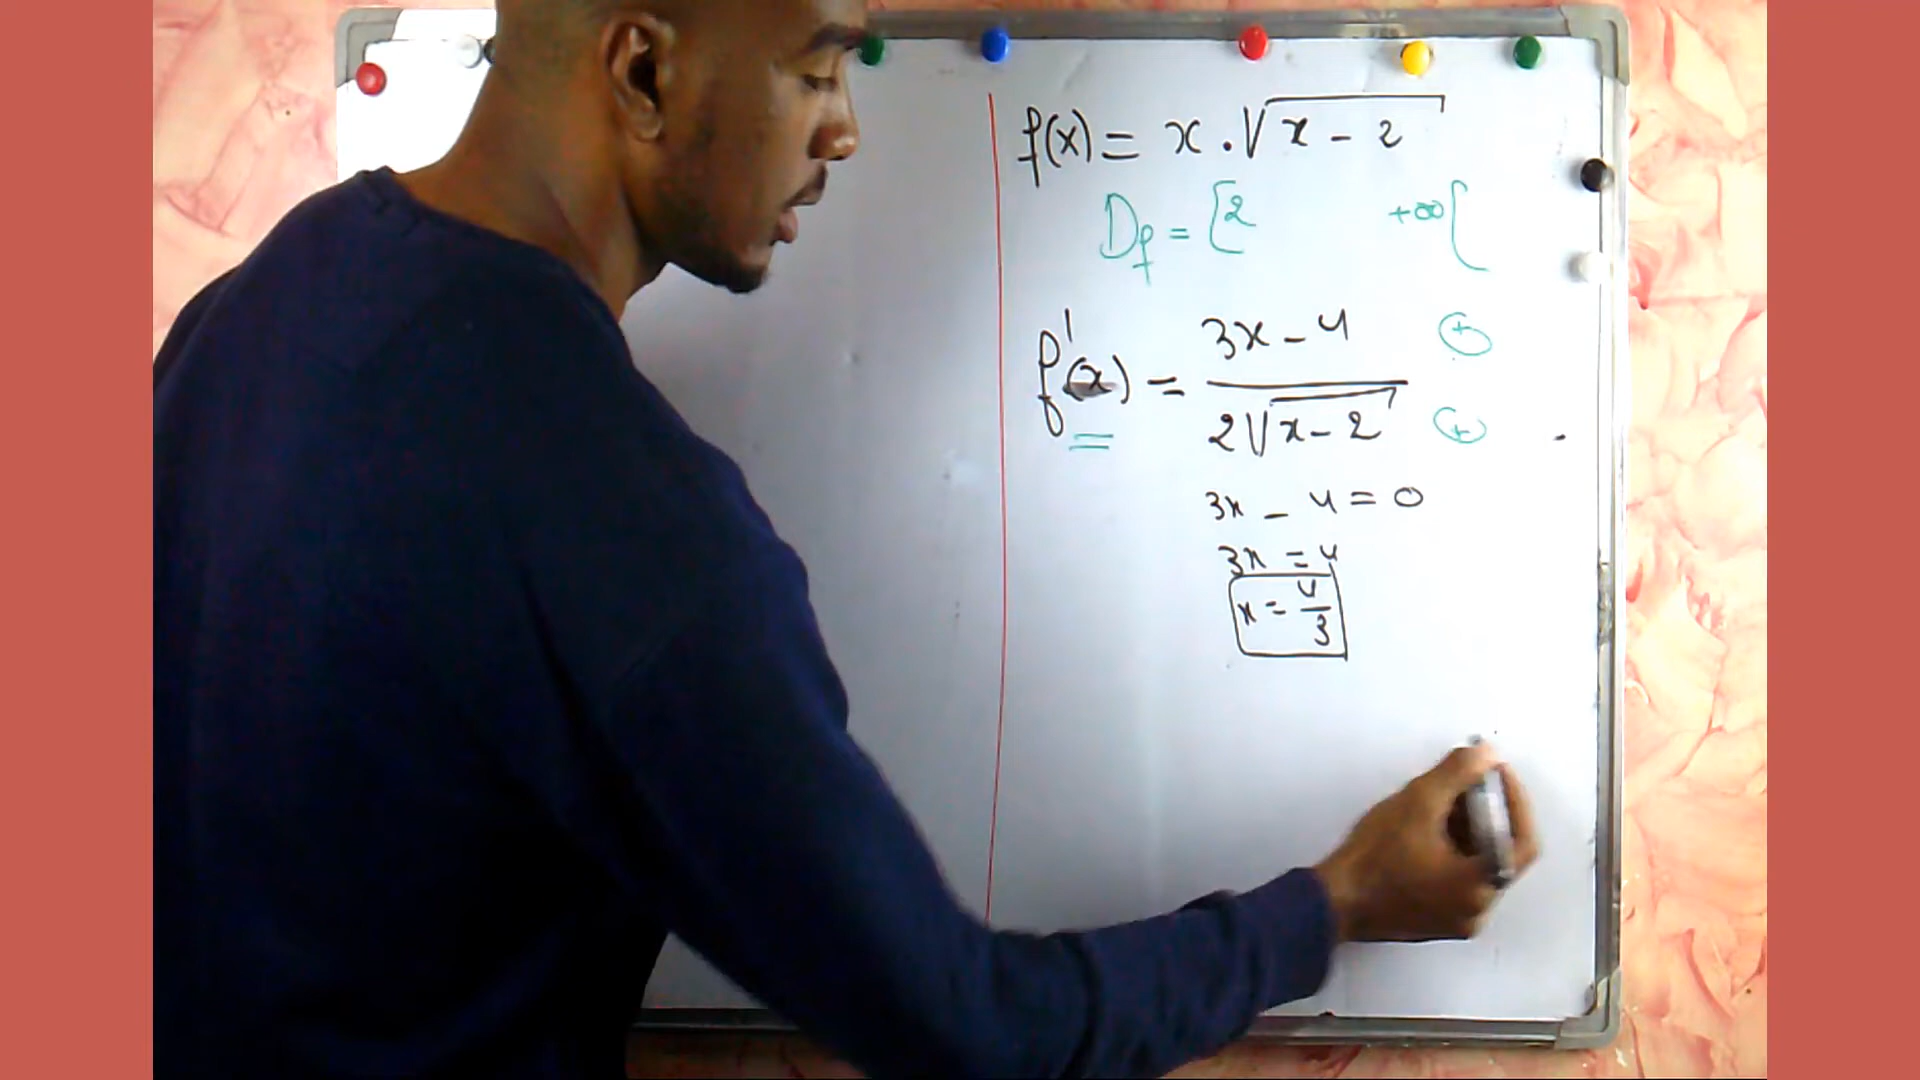 f(x) = x . √x - 2
Df = [2 +∞[
f'(x) = 3x - 4 / 2√x - 2
+
+
3x - 4 = 0
3x = 4
x = 4/3